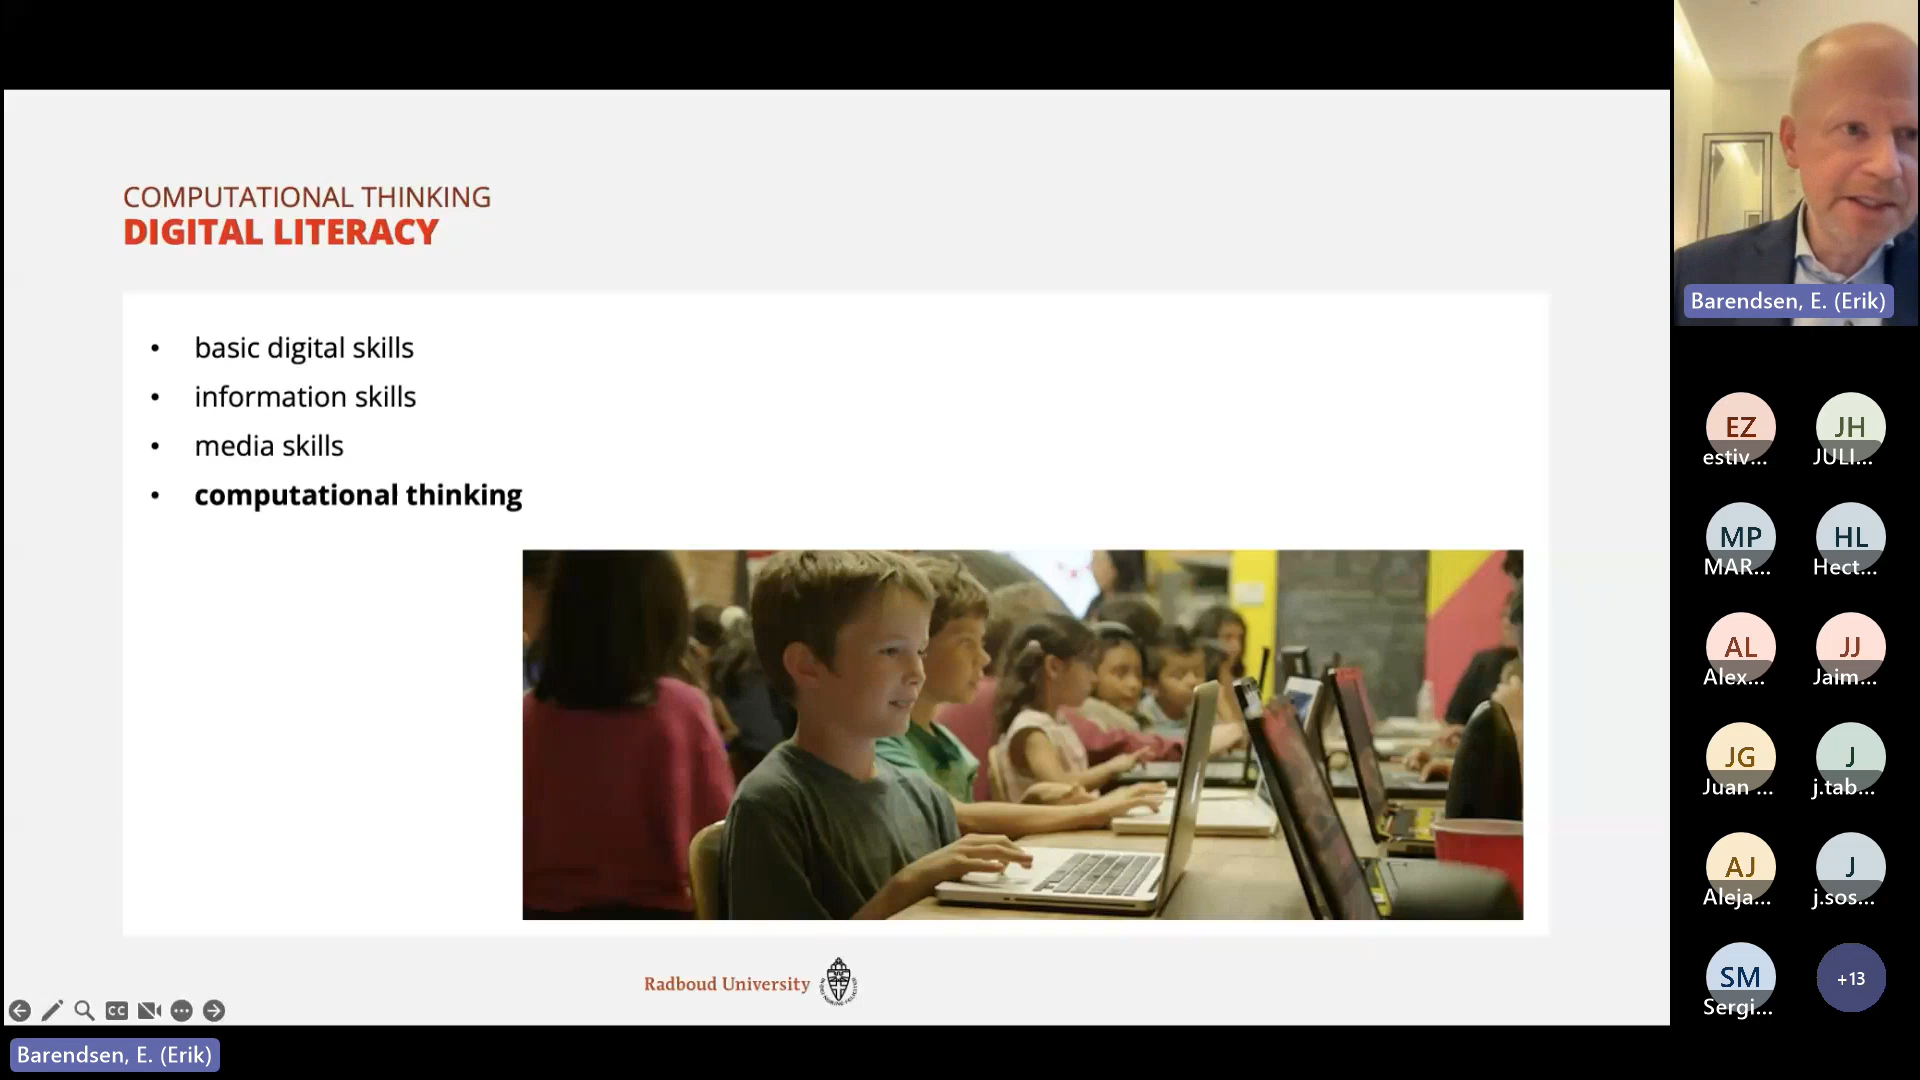 COMPUTATIONAL THINKING
DIGITAL LITERACY
• basic digital skills
• information skills
• media skills
• computational thinking
Radboud University
CC
Barendsen, E. (Erik)
Barendsen, E. (Erik)
EZ JH
estiv... JULI...
MP HL
MAR... Hect...
AL JJ
Alex... Jaim...
JG J
Juan ... j.tab...
AJ J
Aleja... j.sos...
SM +13
Sergi...